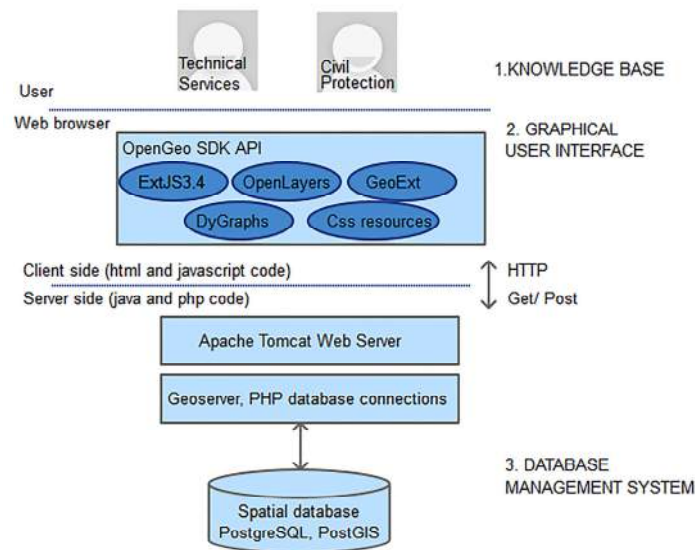 Technical
Services
Civil
Protection
1.KNOWLEDGE BASE
User
Web browser
2. GRAPHICAL
USER INTERFACE
OpenGeo SDK API
ExtJS3.4
OpenLayers
GeoExt
DyGraphs
Css resources
Client side (html and javascript code)
HTTP
Server side (java and php code)
Get/ Post
Apache Tomcat Web Server
Geoserver, PHP database connections
3. DATABASE
MANAGEMENT SYSTEM
Spatial database
PostgreSQL, PostGIS